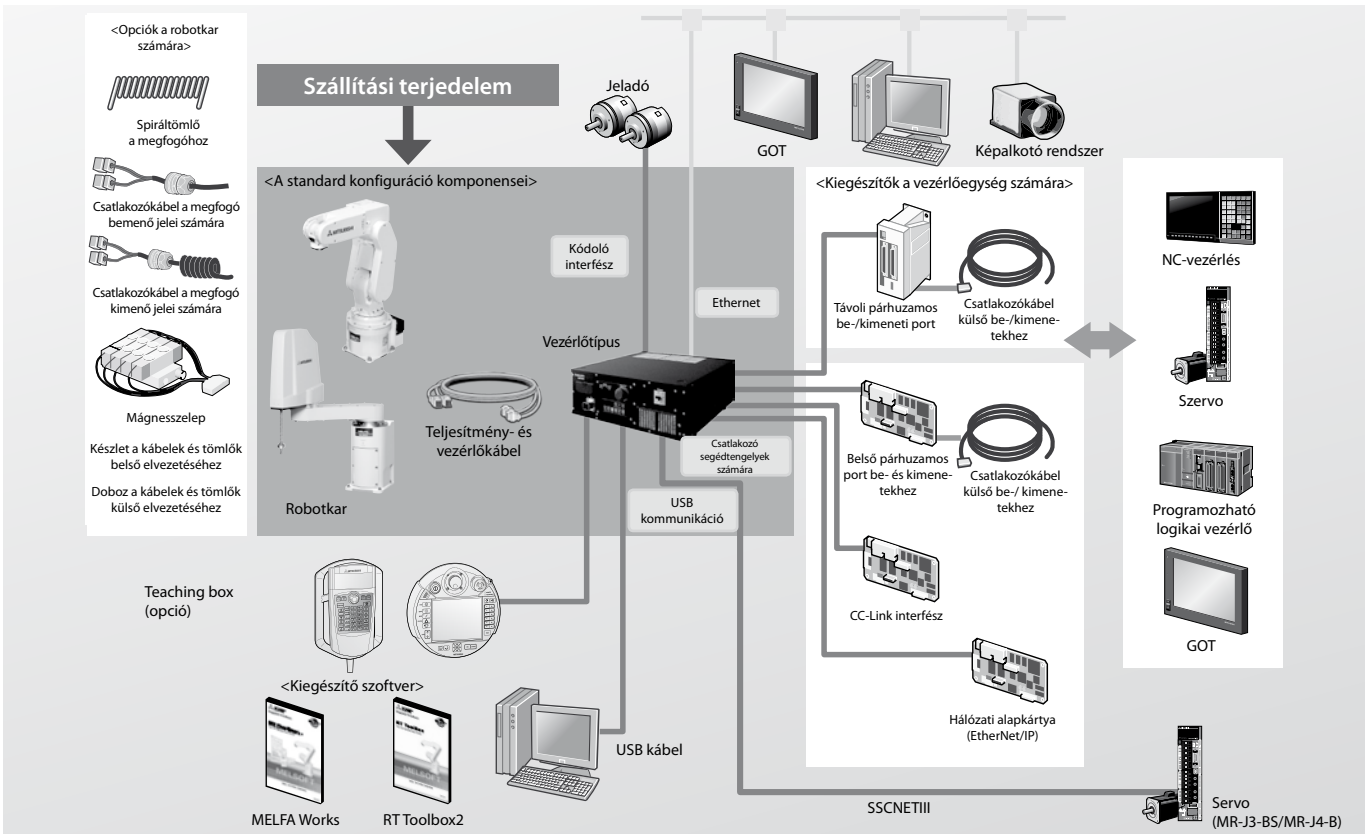 <Opciók a robotkar
számára>
Spiráltömlő
a megfogóhoz
Csatlakozókábel a megfogó
bemenő jelei számára
Csatlakozókábel a megfogó
kimenő jelei számára
Mágnesszelep
Készlet a kábelek és tömlők
belső elvezetéséhez
Doboz a kábelek és tömlők
külső elvezetéséhez
Szállítási terjedelem
<A standard konfiguráció komponensei>
MITSUBISHI
Robotkar
Teljesítmény- és
vezérlőkábel
Jeladó
Kódoló
interfész
Ethernet
Vezérlőtípus
Csatlakozó
segédtengelyek
számára
USB
kommunikáció
GOT
Képalkotó rendszer
<Kiegészítők a vezérlőegység számára>
Távoli párhuzamos
be-/kimeneti port
Csatlakozókábel
külső be-/kimene-
tekhez
Belső párhuzamos
port be- és kimene-
tekhez
Csatlakozókábel
külső be-/ kimene-
tekhez
CC-Link interfész
Hálózati alapkártya
(EtherNet/IP)
NC-vezérlés
Szervo
Programozható
logikai vezérlő
GOT
Teaching box
(opció)
<Kiegészítő szoftver>
RT Toolbox
MELSOFT
MELSOFT
MELFA Works
RT Toolbox2
USB kábel
SSCNETIII
Servo
(MR-J3-BS/MR-J4-B)